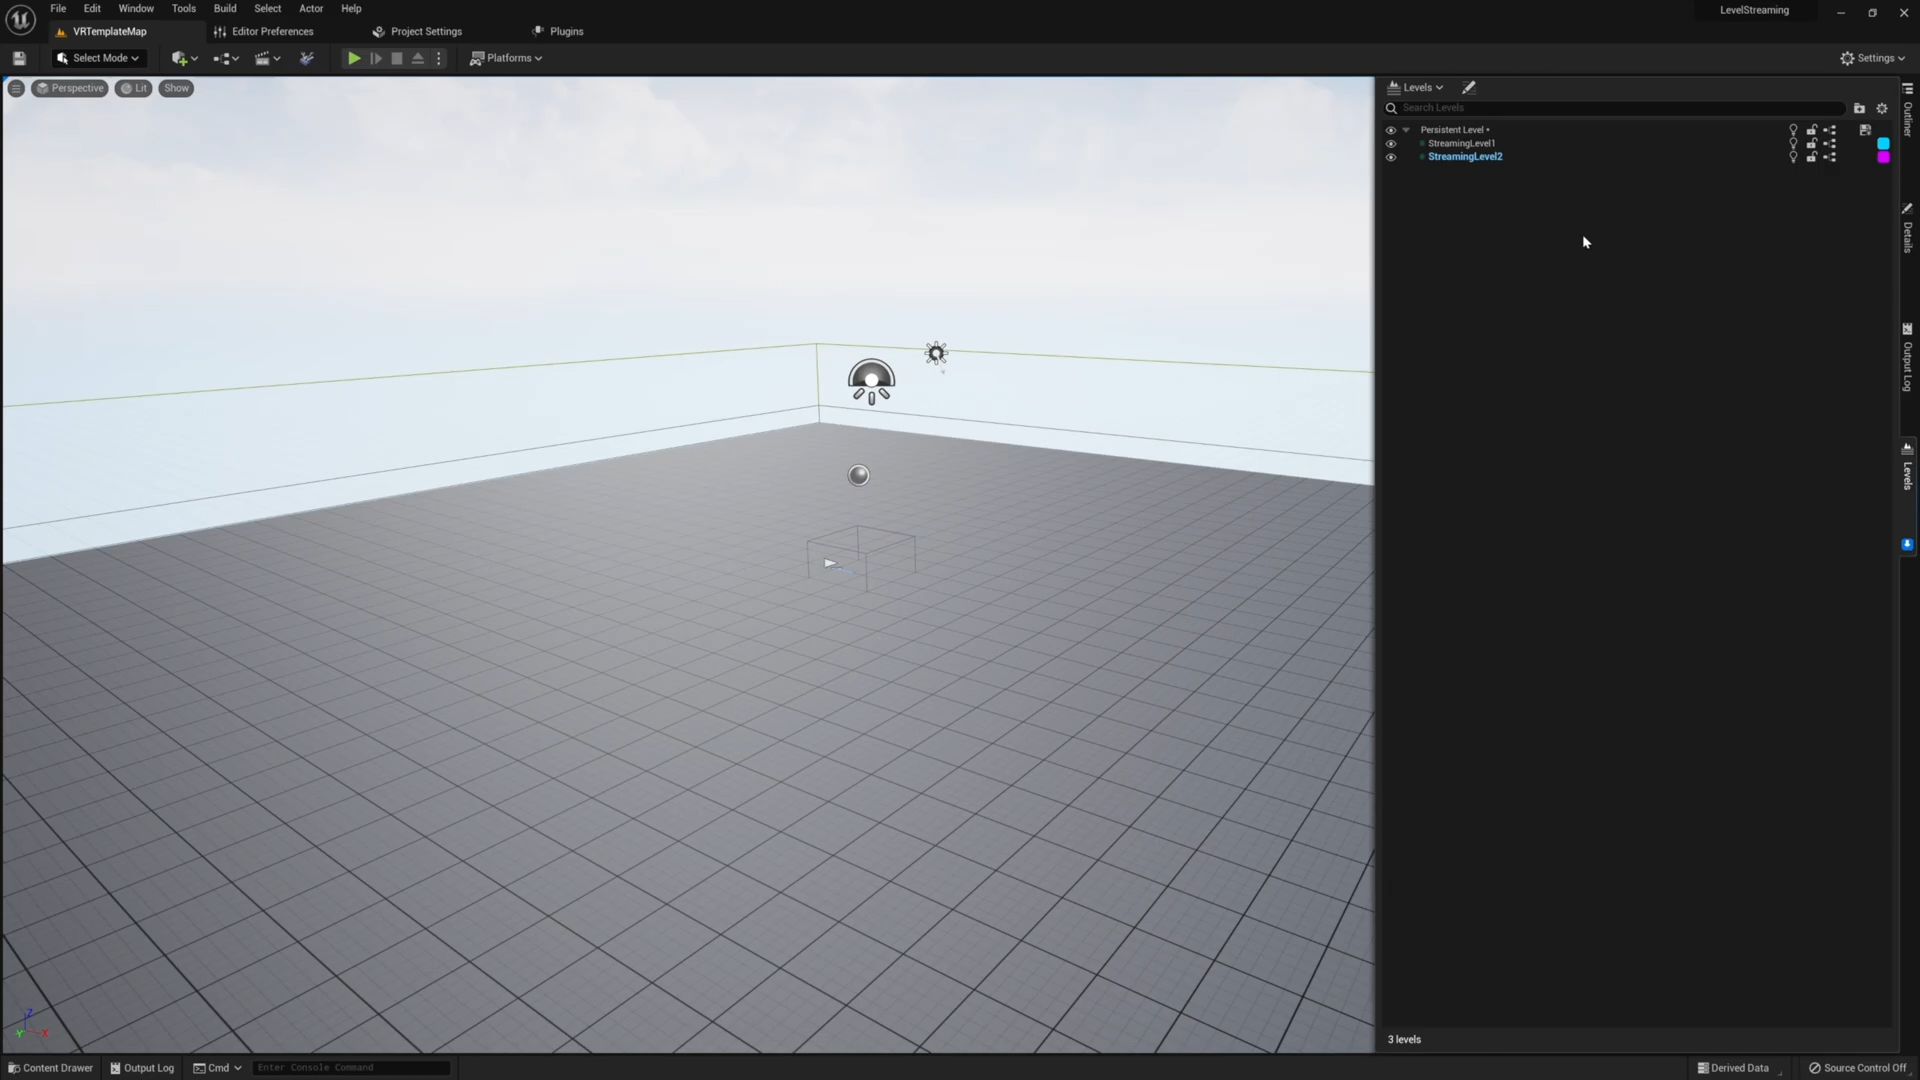 File Edit Window Tools Build Select Actor Help
LevelStreaming
VRTemplateMap
Editor Preferences
Project Settings
Plugins
Select Mode
Platforms
Settings
Perspective
Lit
Show
Levels
Search Levels
Persistent Level •
StreamingLevel1
StreamingLevel2
Outliner
Details
Output Log
Levels
Z
Y
X
3 levels
Content Drawer
Output Log
Cmd
Enter Console Command
Derived Data
Source Control Off